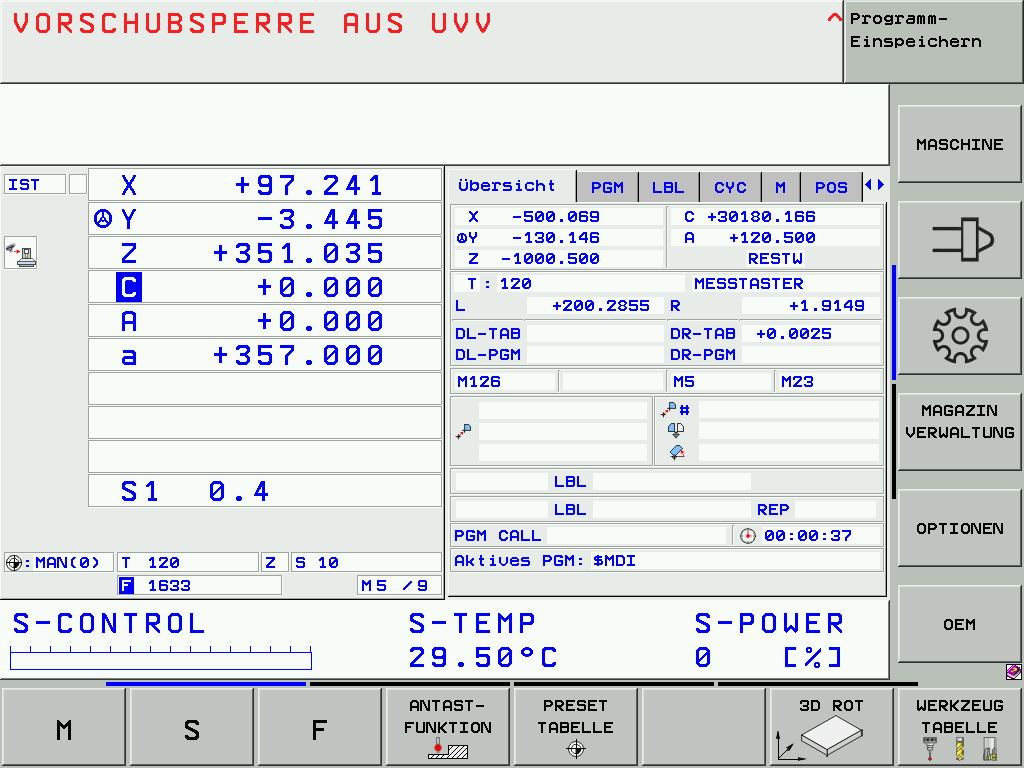 VORSCHUBSPERRE AUS UVV
^
Programm-
Einspeichern
IST
X +97.241
Y -3.445
Z +351.035
C +0.000
A +0.000
a +357.000
S1 0.4
:MAN(0) T 120 Z S 10
F 1633 M5 /9
Übersicht PGM LBL CYC M POS
X -500.069 C +30180.166
Y -130.146 A +120.500
Z -1000.500 RESTW
T : 120 MESSTASTER
L +200.2855 R +1.9149
DL-TAB DR-TAB +0.0025
DL-PGM DR-PGM
M126 M5 M23
#
LBL
LBL REP
PGM CALL 00:00:37
Aktives PGM: $MDI
S-CONTROL S-TEMP S-POWER
29.50°C 0 [%]
MASCHINE
MAGAZIN
VERWALTUNG
OPTIONEN
OEM
M
S
F
ANTAST-
FUNKTION
PRESET
TABELLE
3D ROT
WERKZEUG
TABELLE